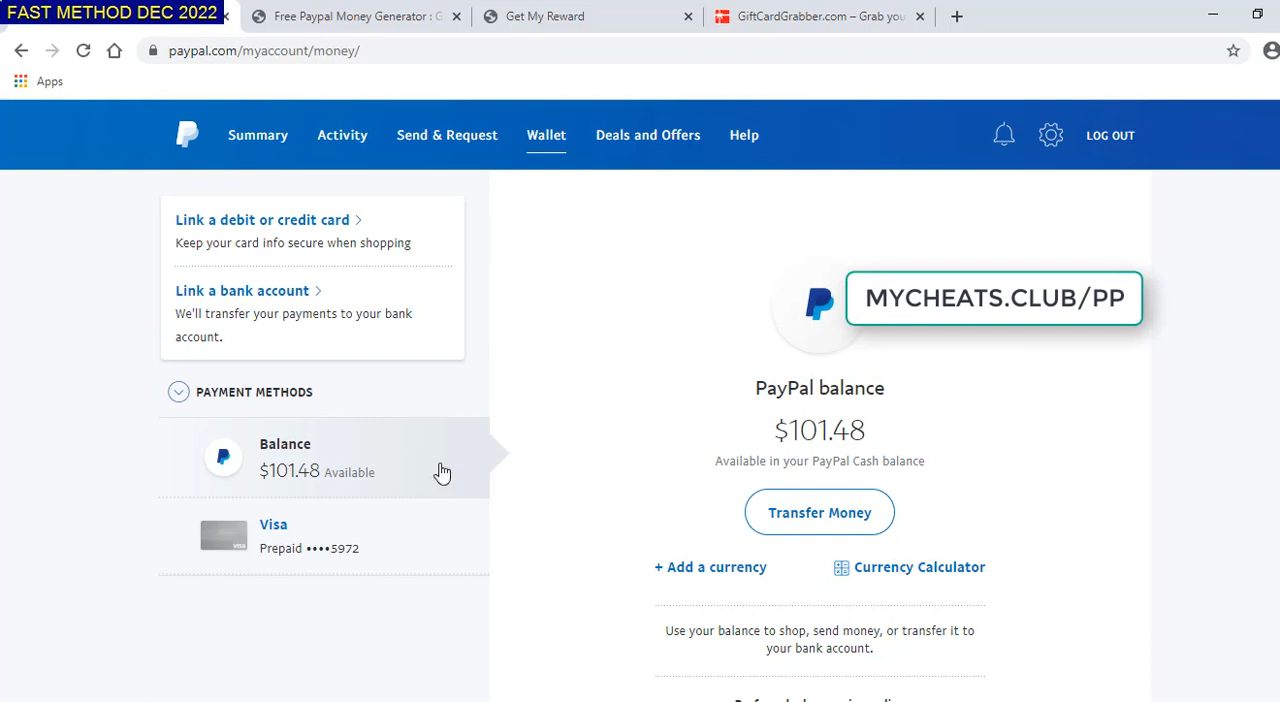 FAST METHOD DEC 2022
Free Paypal Money Generator : G
Get My Reward
GiftCardGrabber.com – Grab you
paypal.com/myaccount/money/
Apps
Summary
Activity
Send & Request
Wallet
Deals and Offers
Help
LOG OUT
Link a debit or credit card
Keep your card info secure when shopping
Link a bank account
We'll transfer your payments to your bank
account.
PAYMENT METHODS
Balance
$101.48 Available
Visa
Prepaid ••••5972
MYCHEATS.CLUB/PP
PayPal balance
$101.48
Available in your PayPal Cash balance
Transfer Money
+ Add a currency
Currency Calculator
Use your balance to shop, send money, or transfer it to
your bank account.